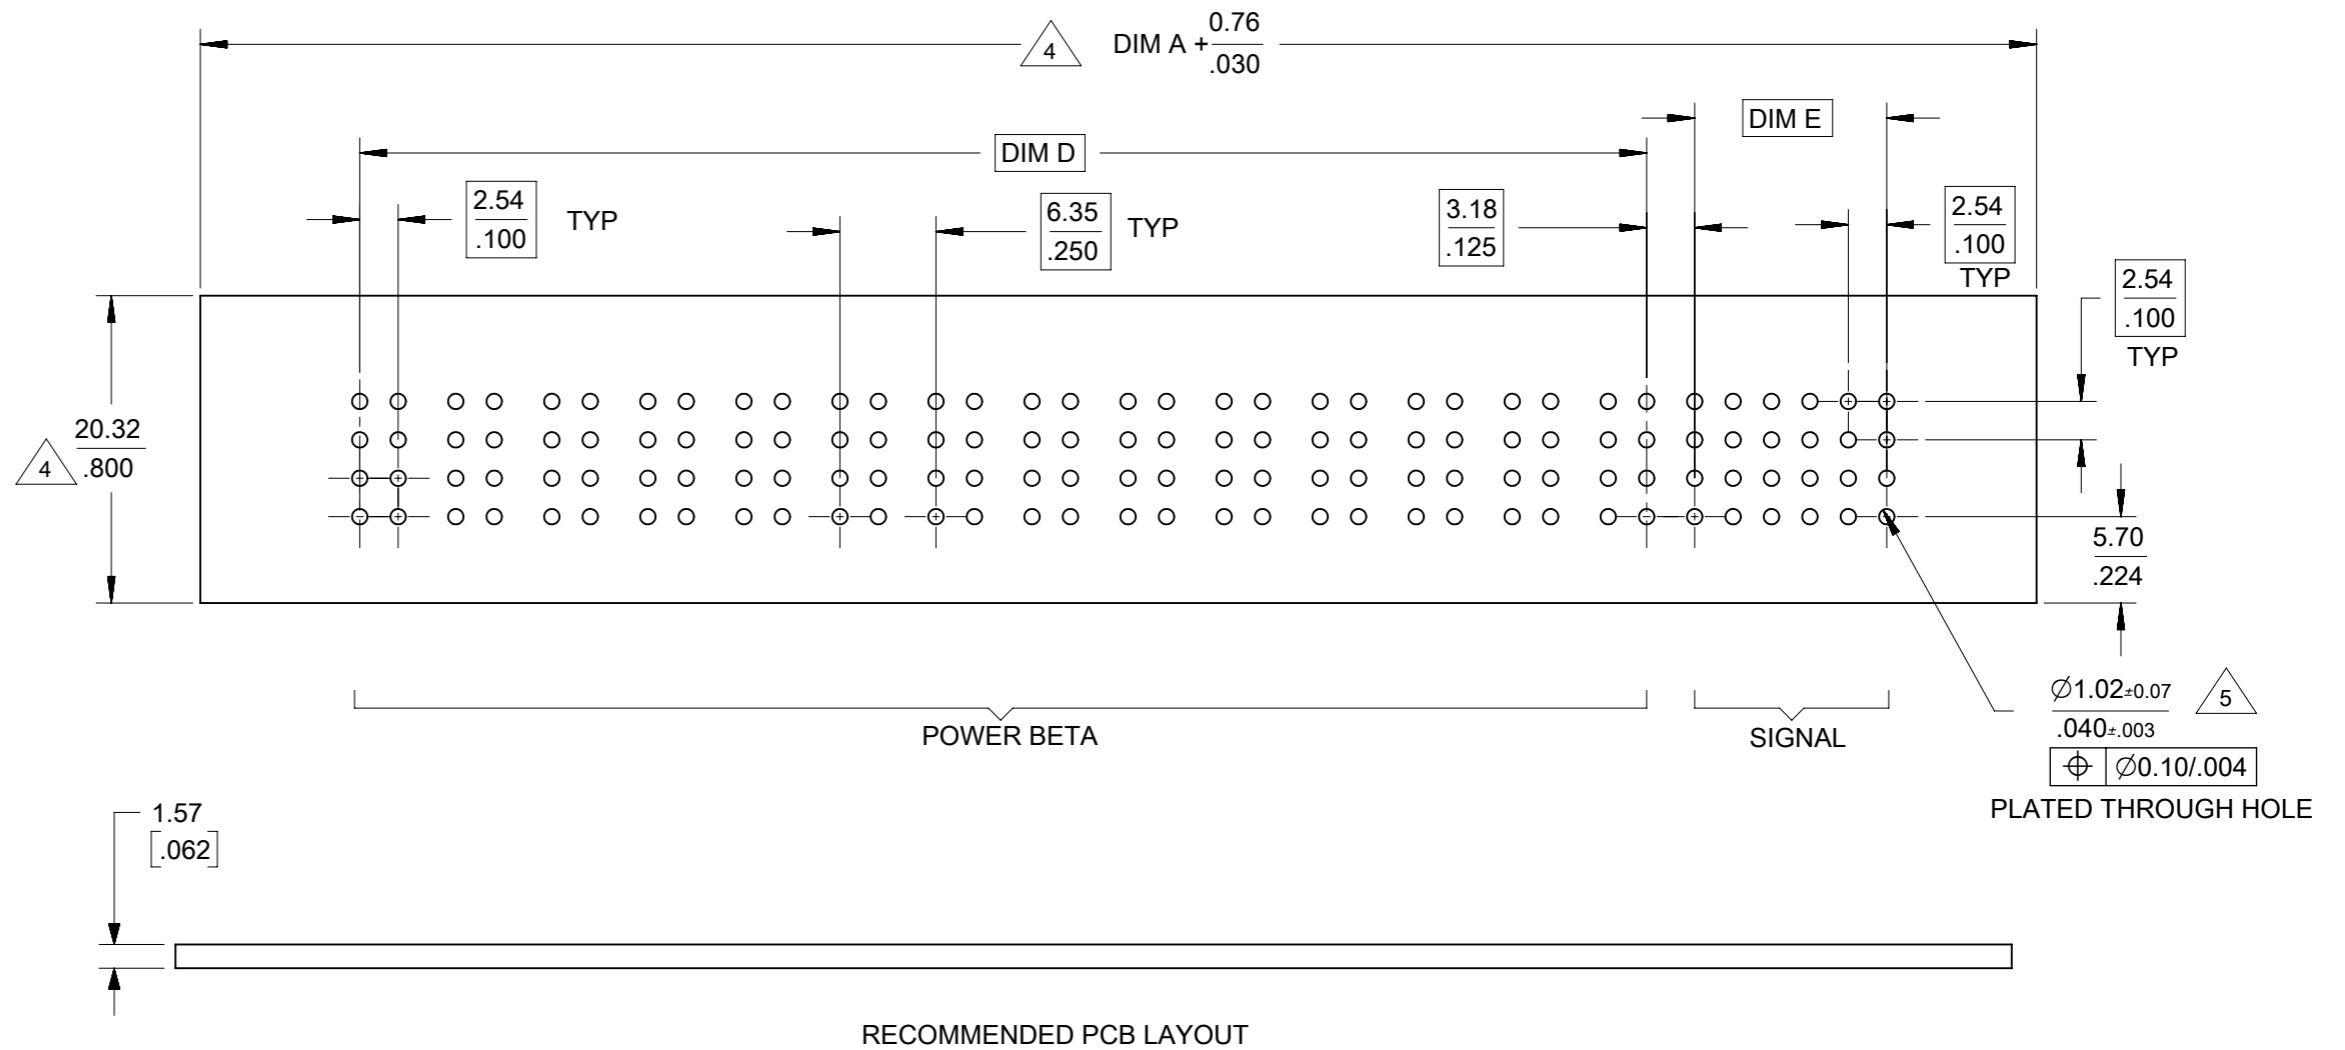 4
DIM A + 0.76
.030
DIM E
DIM D
2.54
.100
TYP
6.35
.250
TYP
3.18
.125
2.54
.100
TYP
2.54
.100
TYP
4
20.32
.800
5.70
.224
POWER BETA
SIGNAL
∅1.02±0.07
.040±.003
5
⌖ ∅0.10/.004
PLATED THROUGH HOLE
1.57
[.062]
RECOMMENDED PCB LAYOUT